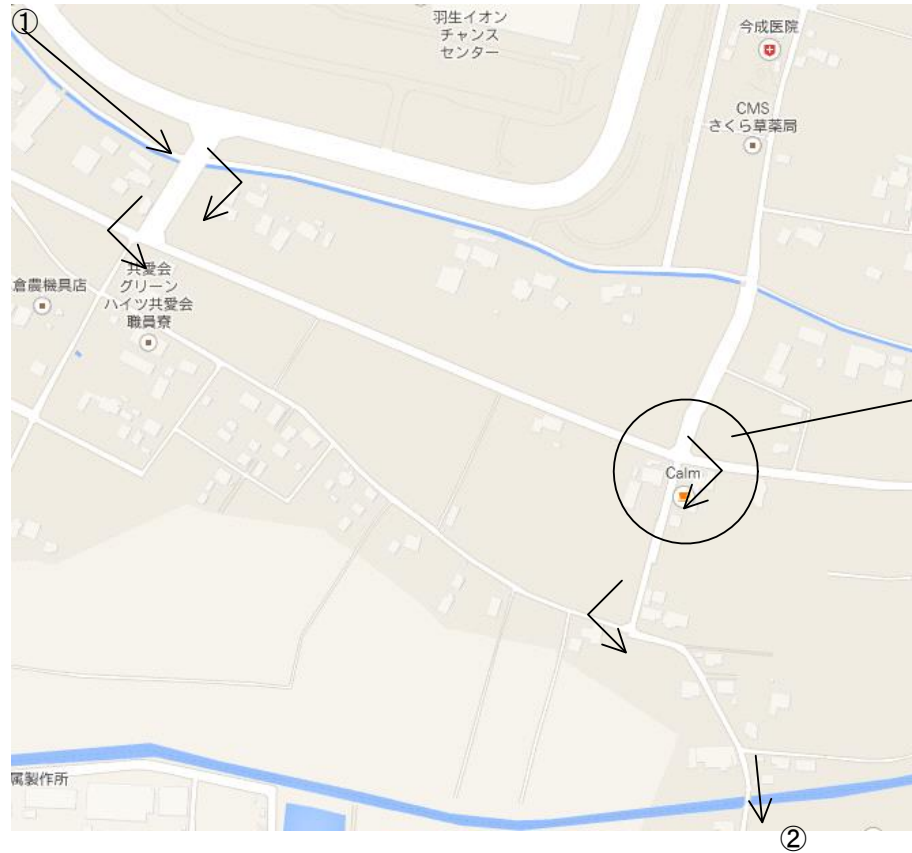 ①
羽生イオン
チャンス
センター
今成医院
CMS
さくら草薬局
倉農機具店
共愛会
グリーン
ハイツ共愛会
職員寮
Calm
属製作所
②